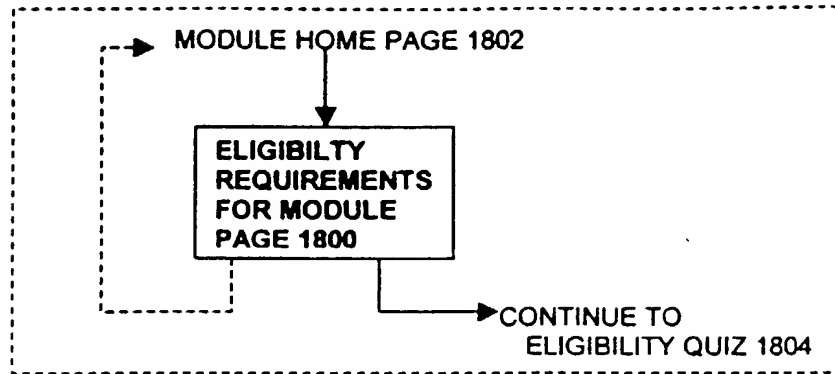 MODULE HOME PAGE 1802
ELIGIBILTY
REQUIREMENTS
FOR MODULE
PAGE 1800
CONTINUE TO
ELIGIBILITY QUIZ 1804